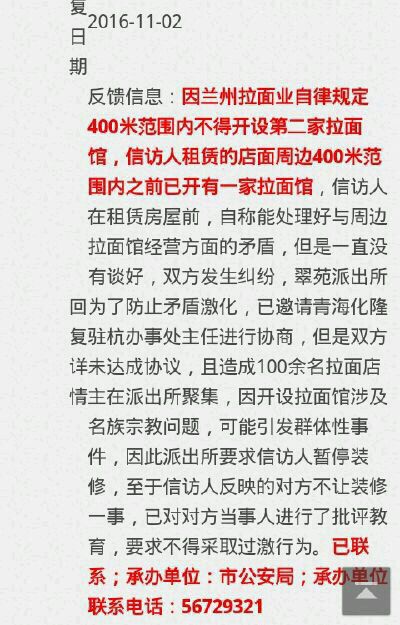 复 2016-11-02
日
期
反馈信息：因兰州拉面业自律规定
400米范围内不得开设第二家拉面
馆，信访人租赁的店面周边400米范
围内之前已开有一家拉面馆，信访人
在租赁房屋前，自称能处理好与周边
拉面馆经营方面的矛盾，但是一直没
有谈好，双方发生纠纷，翠苑派出所
回为了防止矛盾激化，已邀请青海化隆
复驻杭办事处主任进行协商，但是双方
详未达成协议，且造成100余名拉面店
情主在派出所聚集，因开设拉面馆涉及
名族宗教问题，可能引发群体性事
件，因此派出所要求信访人暂停装
修，至于信访人反映的对方不让装修
一事，已对对方当事人进行了批评教
育，要求不得采取过激行为。已联
系；承办单位：市公安局；承办单位
联系电话：56729321